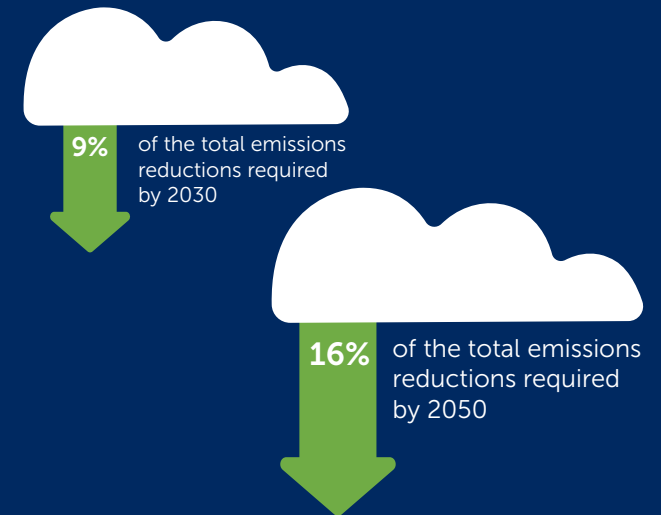 9%
of the total emissions
reductions required
by 2030
16%
of the total emissions
reductions required
by 2050